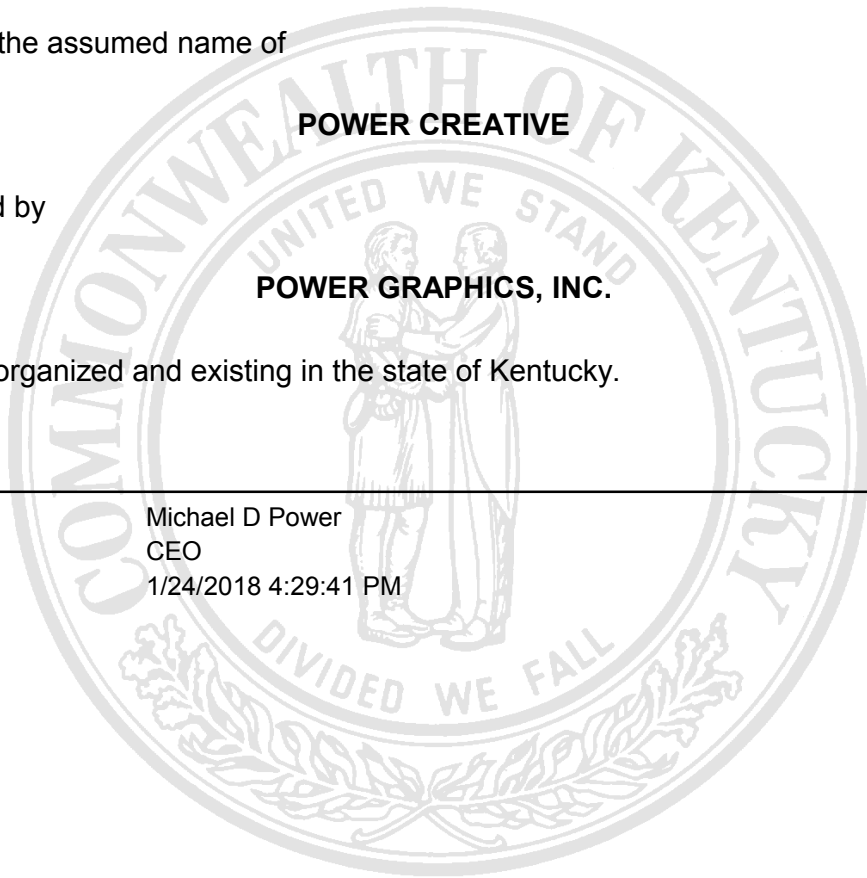 the assumed name of
POWER CREATIVE
d by
POWER GRAPHICS, INC.
organized and existing in the state of Kentucky.
Michael D Power
CEO
1/24/2018 4:29:41 PM
COMMONWEALTH OF KENTUCKY
UNITED WE STAND
DIVIDED WE FALL